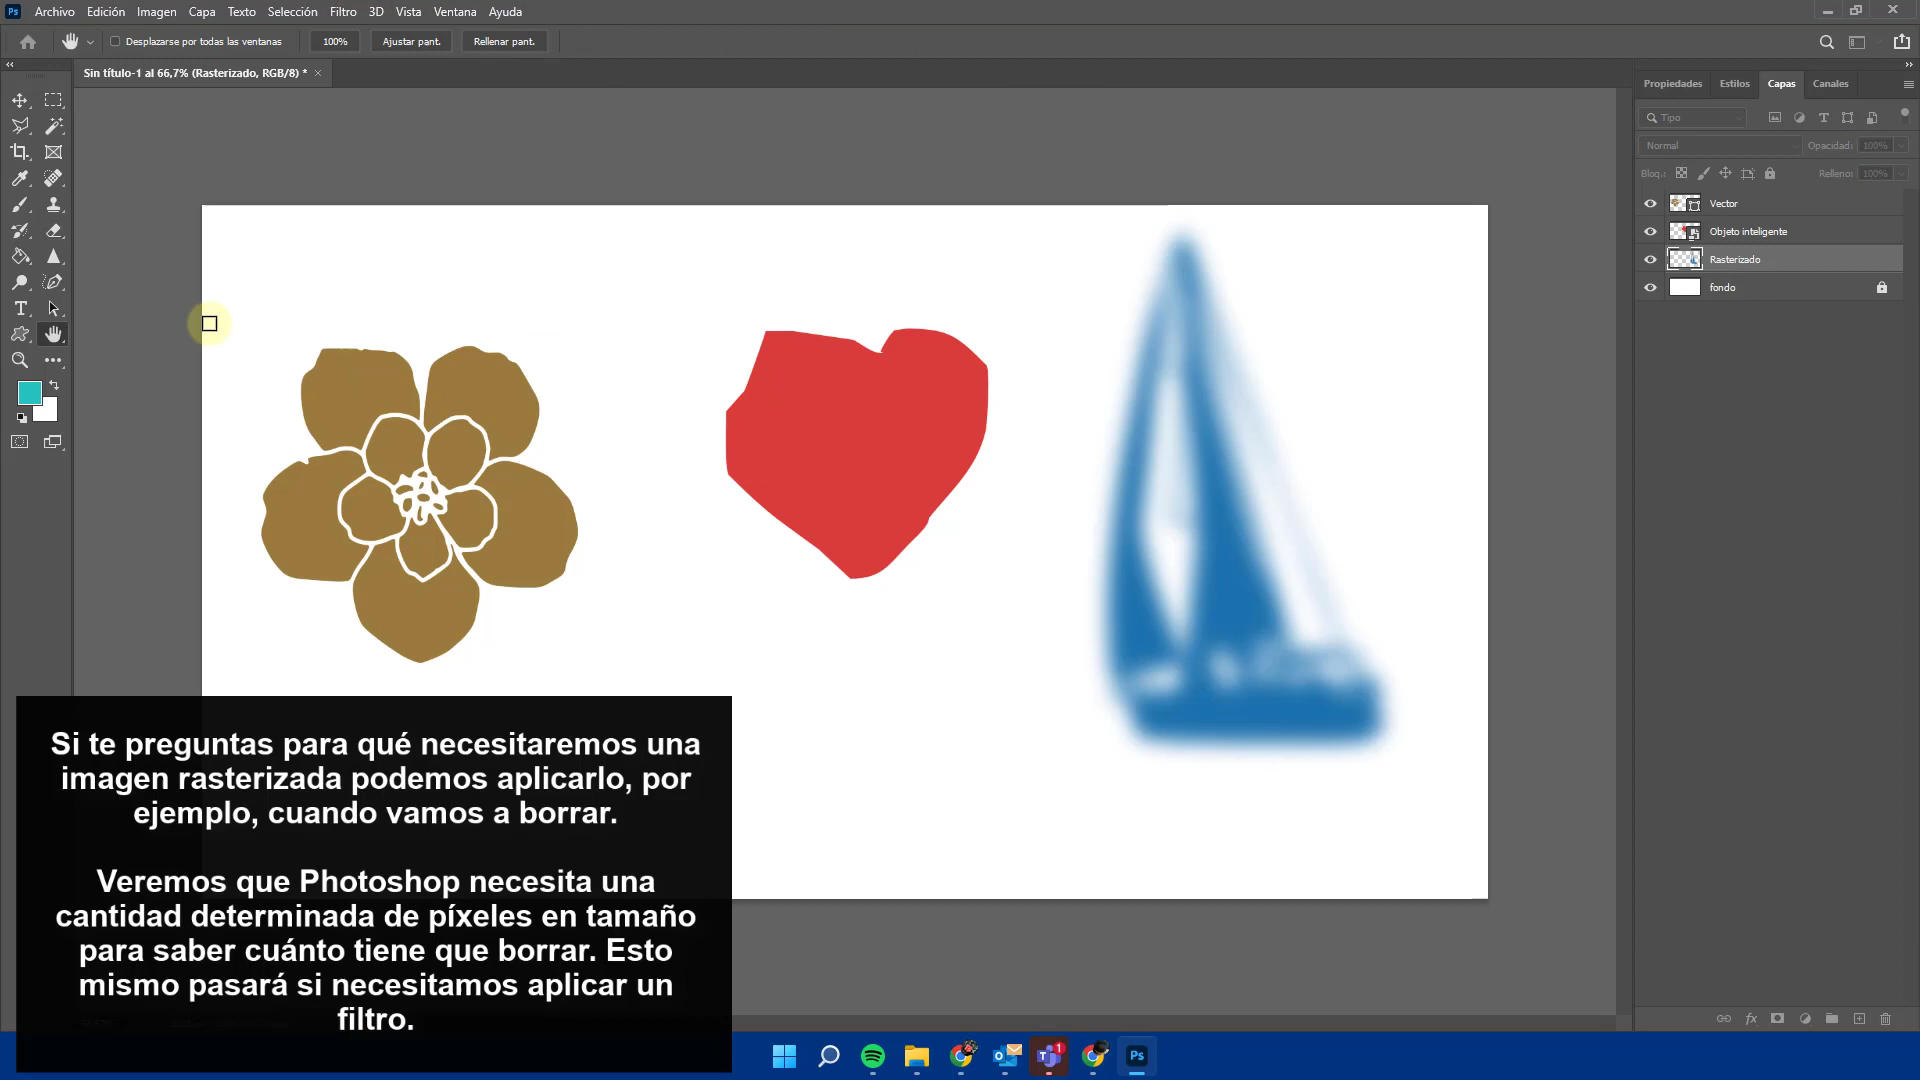 Ps Archivo Edición Imagen Capa Texto Selección Filtro 3D Vista Ventana Ayuda
Desplazarse por todas las ventanas 100% Ajustar pant. Rellenar pant.
Sin título-1 al 66,7% (Rasterizado, RGB/8) * ×
Propiedades Estilos Capas Canales
Tipo
Normal Opacidad: 100%
Bloq.: Relleno: 100%
Vector
Objeto inteligente
Rasterizado
fondo
Si te preguntas para qué necesitaremos una
imagen rasterizada podemos aplicarlo, por
ejemplo, cuando vamos a borrar.
Veremos que Photoshop necesita una
cantidad determinada de píxeles en tamaño
para saber cuánto tiene que borrar. Esto
mismo pasará si necesitamos aplicar un
filtro.
fx
1
Ps